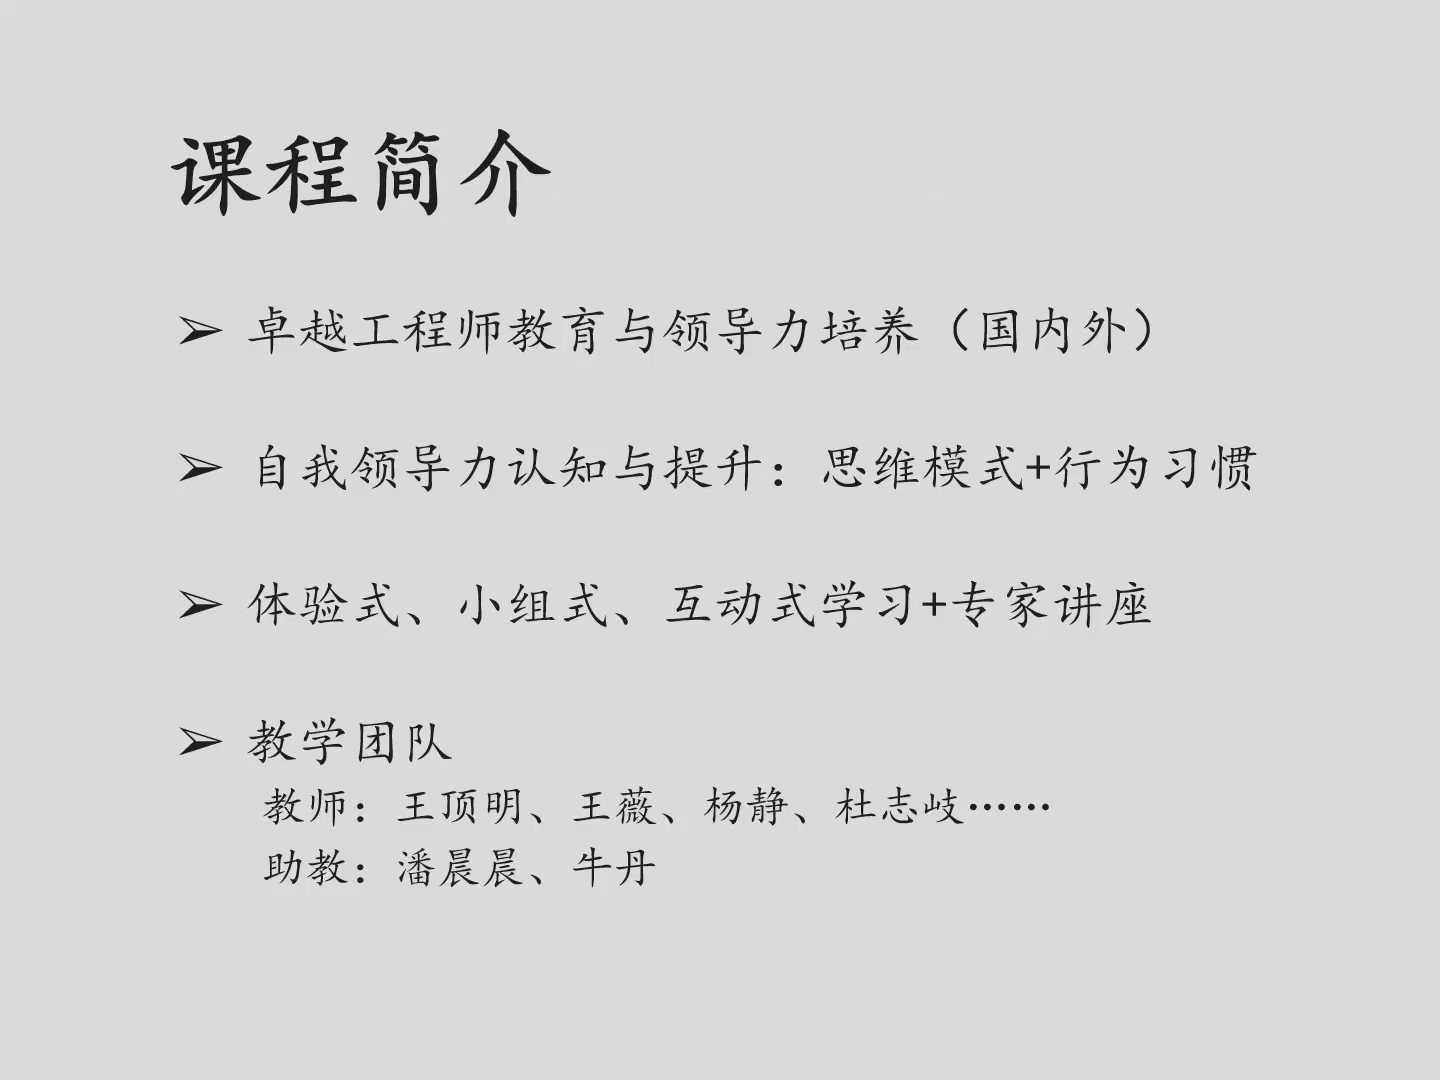 课程简介
➢ 卓越工程师教育与领导力培养（国内外）
➢ 自我领导力认知与提升：思维模式+行为习惯
➢ 体验式、小组式、互动式学习+专家讲座
➢ 教学团队
教师：王顶明、王薇、杨静、杜志岐……
助教：潘晨晨、牛丹